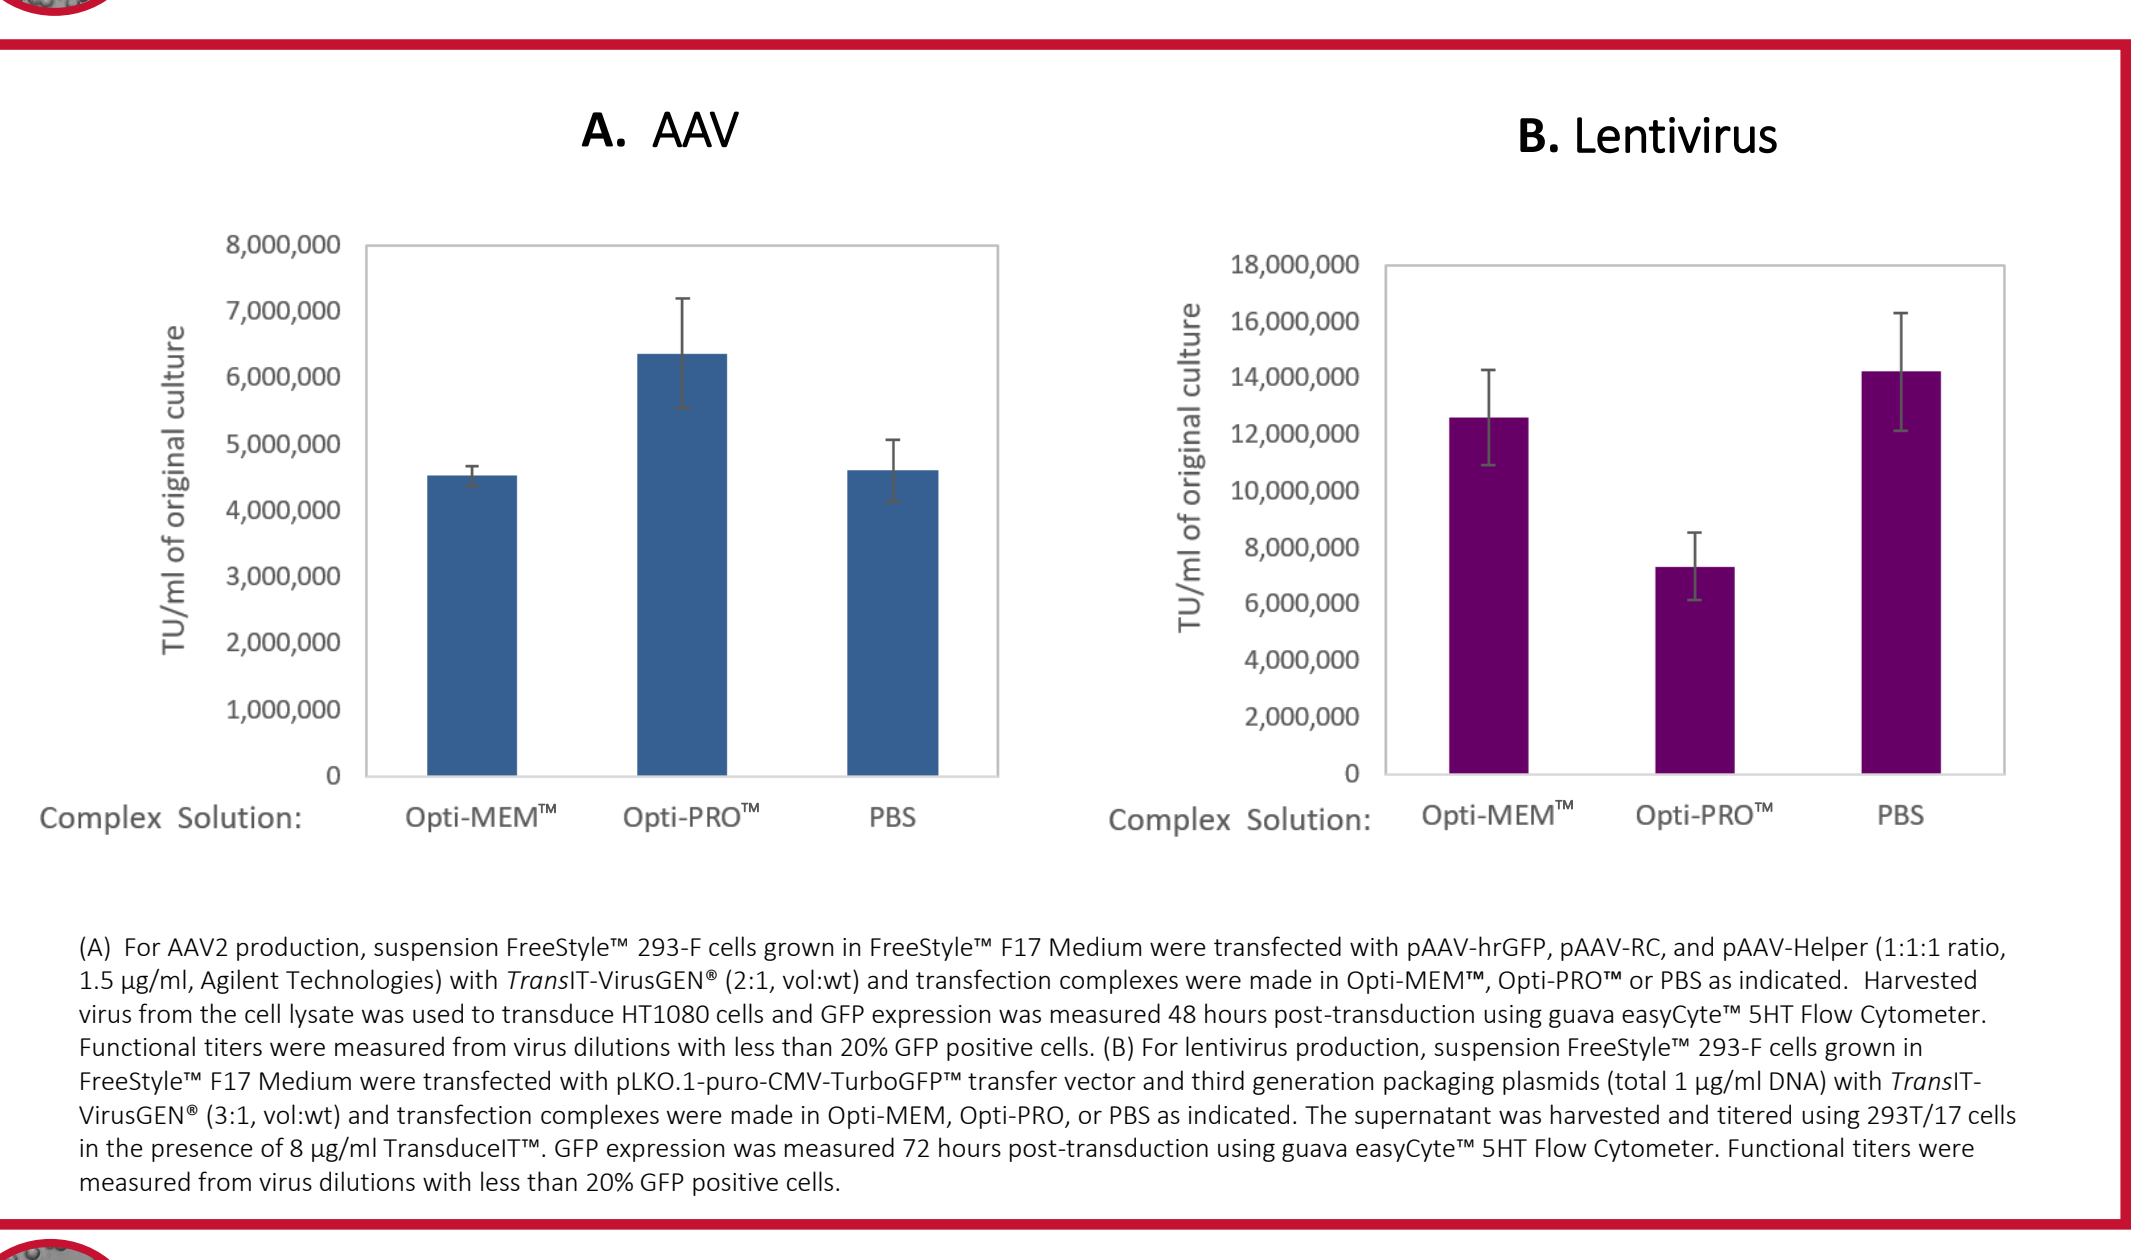 A. AAV
8,000,000
7,000,000
6,000,000
5,000,000
4,000,000
3,000,000
2,000,000
1,000,000
0
TU/ml of original culture
Complex Solution:
Opti-MEM™
Opti-PRO™
PBS
B. Lentivirus
18,000,000
16,000,000
14,000,000
12,000,000
10,000,000
8,000,000
6,000,000
4,000,000
2,000,000
0
TU/ml of original culture
Complex Solution:
Opti-MEM™
Opti-PRO™
PBS
(A) For AAV2 production, suspension FreeStyle™ 293-F cells grown in FreeStyle™ F17 Medium were transfected with pAAV-hrGFP, pAAV-RC, and pAAV-Helper (1:1:1 ratio,
1.5 µg/ml, Agilent Technologies) with TransIT-VirusGEN® (2:1, vol:wt) and transfection complexes were made in Opti-MEM™, Opti-PRO™ or PBS as indicated. Harvested
virus from the cell lysate was used to transduce HT1080 cells and GFP expression was measured 48 hours post-transduction using guava easyCyte™ 5HT Flow Cytometer.
Functional titers were measured from virus dilutions with less than 20% GFP positive cells. (B) For lentivirus production, suspension FreeStyle™ 293-F cells grown in
FreeStyle™ F17 Medium were transfected with pLKO.1-puro-CMV-TurboGFP™ transfer vector and third generation packaging plasmids (total 1 µg/ml DNA) with TransIT-
VirusGEN® (3:1, vol:wt) and transfection complexes were made in Opti-MEM, Opti-PRO, or PBS as indicated. The supernatant was harvested and titered using 293T/17 cells
in the presence of 8 µg/ml TransduceIT™. GFP expression was measured 72 hours post-transduction using guava easyCyte™ 5HT Flow Cytometer. Functional titers were
measured from virus dilutions with less than 20% GFP positive cells.